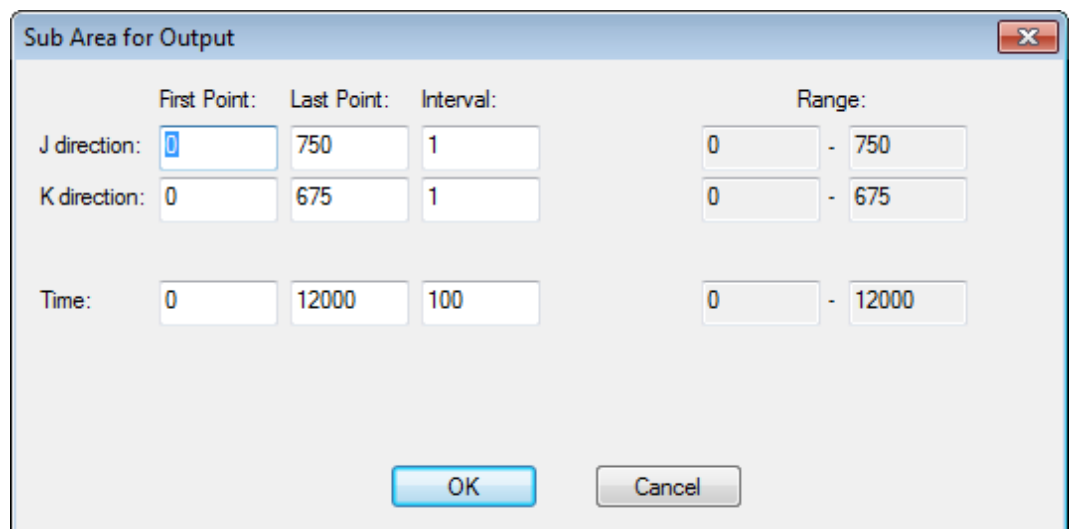 Sub Area for Output
First Point: Last Point: Interval: Range:
J direction: 0 750 1 0 - 750
K direction: 0 675 1 0 - 675
Time: 0 12000 100 0 - 12000
OK Cancel